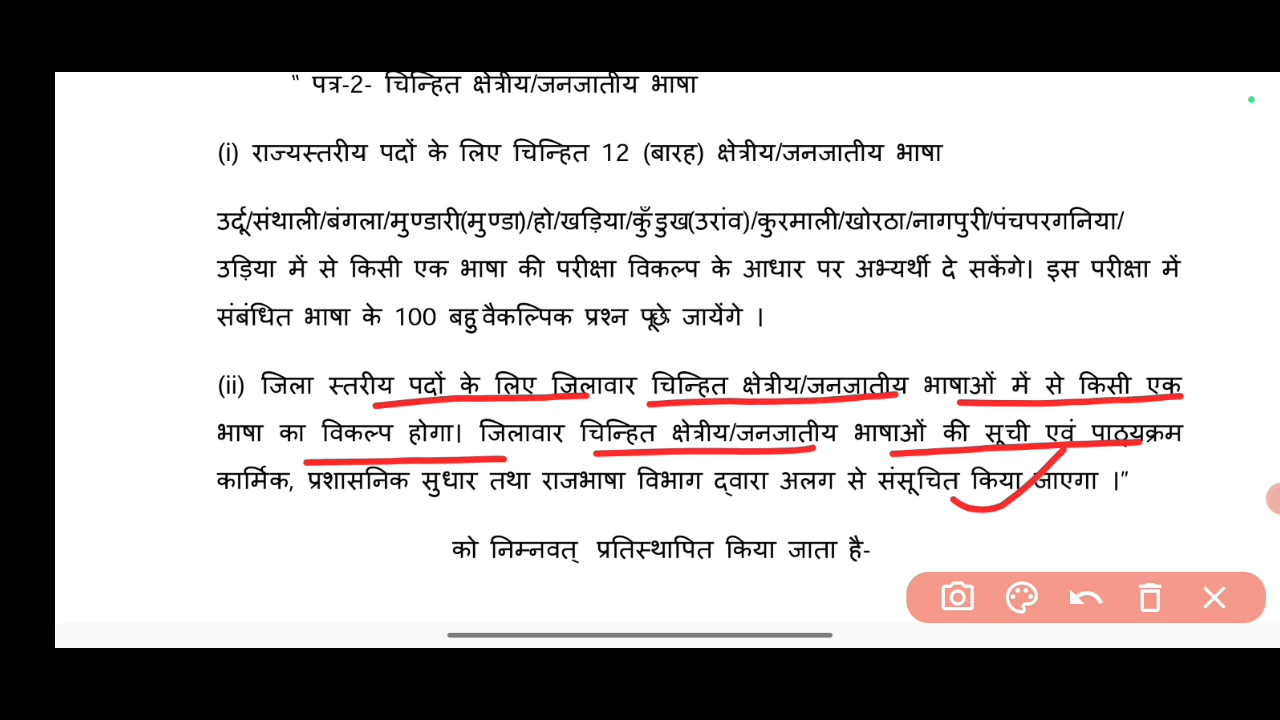 “ पत्र-2- चिन्हित क्षेत्रीय/जनजातीय भाषा
(i) राज्यस्तरीय पदों के लिए चिन्हित 12 (बारह) क्षेत्रीय/जनजातीय भाषा
उर्दू/संथाली/बंगला/मुण्डारी(मुण्डा)/हो/खड़िया/कुँडुख(उरांव)/कुरमाली/खोरठा/नागपुरी/पंचपरगनिया/
उड़िया में से किसी एक भाषा की परीक्षा विकल्प के आधार पर अभ्यर्थी दे सकेंगे। इस परीक्षा में
संबंधित भाषा के 100 बहुवैकल्पिक प्रश्न पूछे जायेंगे ।
(ii) जिला स्तरीय पदों के लिए जिलावार चिन्हित क्षेत्रीय/जनजातीय भाषाओं में से किसी एक
भाषा का विकल्प होगा। जिलावार चिन्हित क्षेत्रीय/जनजातीय भाषाओं की सूची एवं पाठ्यक्रम
कार्मिक, प्रशासनिक सुधार तथा राजभाषा विभाग द्वारा अलग से संसूचित किया जाएगा ।”
को निम्नवत् प्रतिस्थापित किया जाता है-